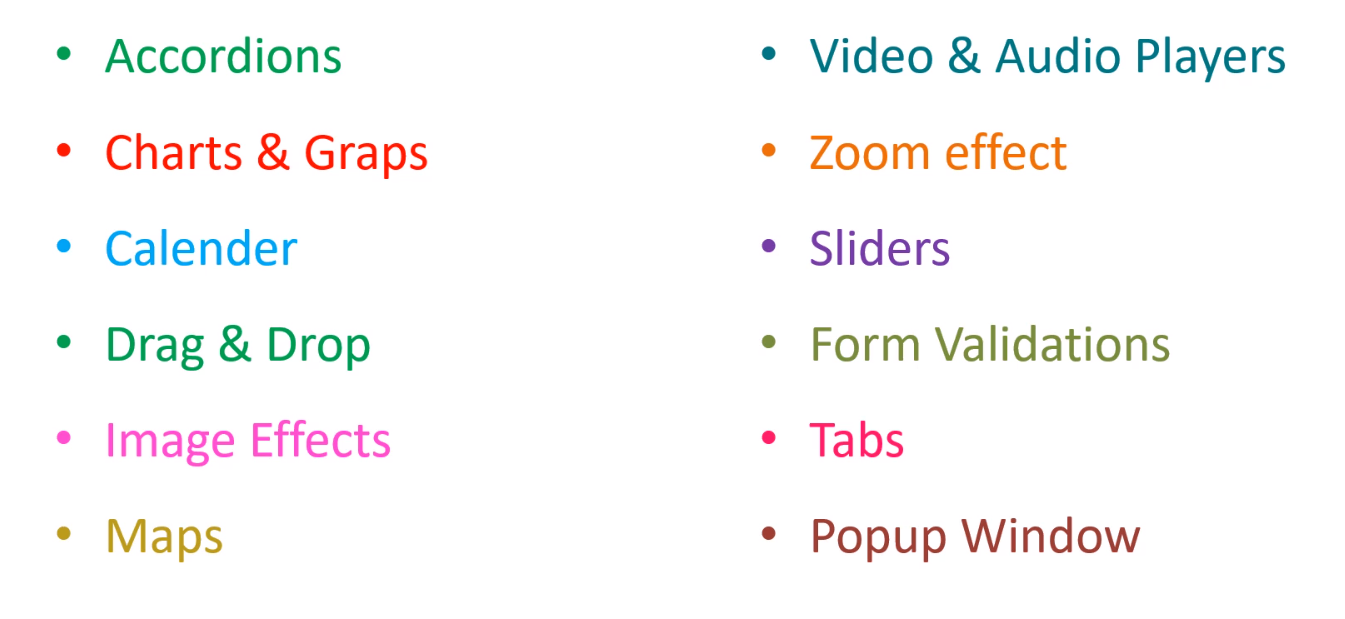 • Accordions
• Charts & Graps
• Calender
• Drag & Drop
• Image Effects
• Maps
• Video & Audio Players
• Zoom effect
• Sliders
• Form Validations
• Tabs
• Popup Window